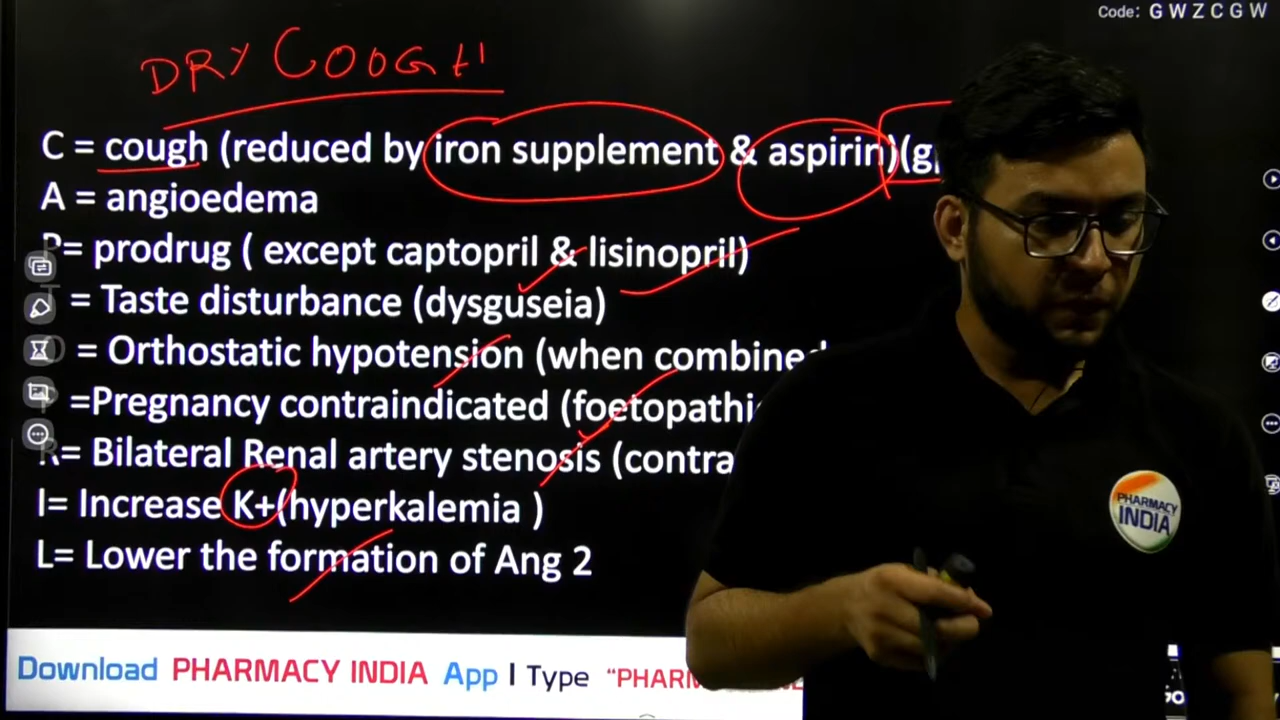 Code: G W Z C G W
DRY COOGH
C = cough (reduced by iron supplement & aspirin)(g
A = angioedema
P= prodrug ( except captopril & lisinopril)
= Taste disturbance (dysguseia)
= Orthostatic hypotension (when combined
=Pregnancy contraindicated (foetopathi
R= Bilateral Renal artery stenosis (contra
I= Increase K+(hyperkalemia )
L= Lower the formation of Ang 2
PHARMACY
INDIA
Download PHARMACY INDIA App I Type "PHARM